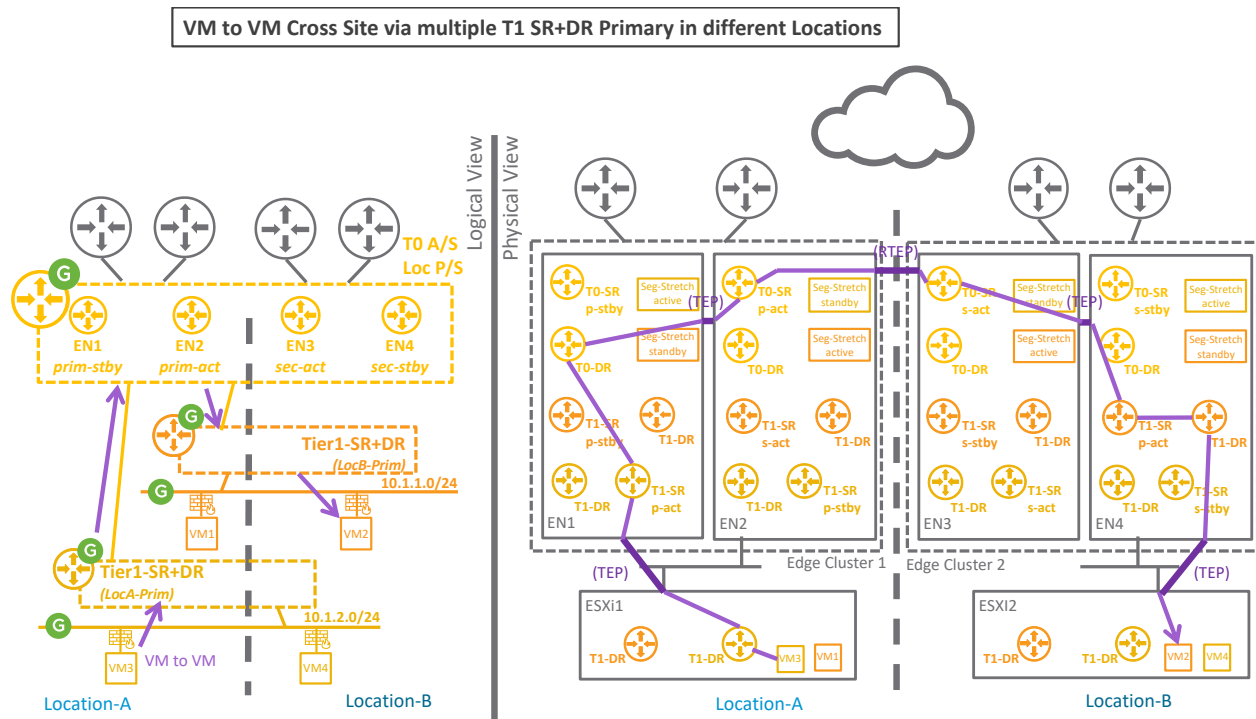 VM to VM Cross Site via multiple T1 SR+DR Primary in different Locations
Logical View
Physical View
T0 A/S
Loc P/S
G
EN1
prim-stby
EN2
prim-act
EN3
sec-act
EN4
sec-stby
G
Tier1-SR+DR
(LocB-Prim)
10.1.1.0/24
G
VM1
VM2
G
Tier1-SR+DR
(LocA-Prim)
10.1.2.0/24
G
VM3
VM to VM
VM4
Location-A
Location-B
T0-SR
p-stby
Seg-Stretch
active
Seg-Stretch
standby
T0-DR
T1-SR
p-stby
T1-DR
T1-DR
T1-SR
p-act
EN1
(TEP)
T0-SR
p-act
Seg-Stretch
standby
Seg-Stretch
active
T0-DR
T1-SR
s-act
T1-DR
T1-DR
T1-SR
p-stby
EN2
Edge Cluster 1
(RTEP)
T0-SR
s-act
Seg-Stretch
standby
Seg-Stretch
active
T0-DR
T1-SR
s-stby
T1-DR
T1-DR
T1-SR
s-act
EN3
(TEP)
T0-SR
s-stby
Seg-Stretch
active
Seg-Stretch
standby
T0-DR
T1-SR
p-act
T1-DR
T1-DR
T1-SR
s-stby
EN4
Edge Cluster 2
(TEP)
(TEP)
ESXi1
T1-DR
T1-DR
VM3
VM1
ESXI2
T1-DR
T1-DR
VM2
VM4
Location-A
Location-B